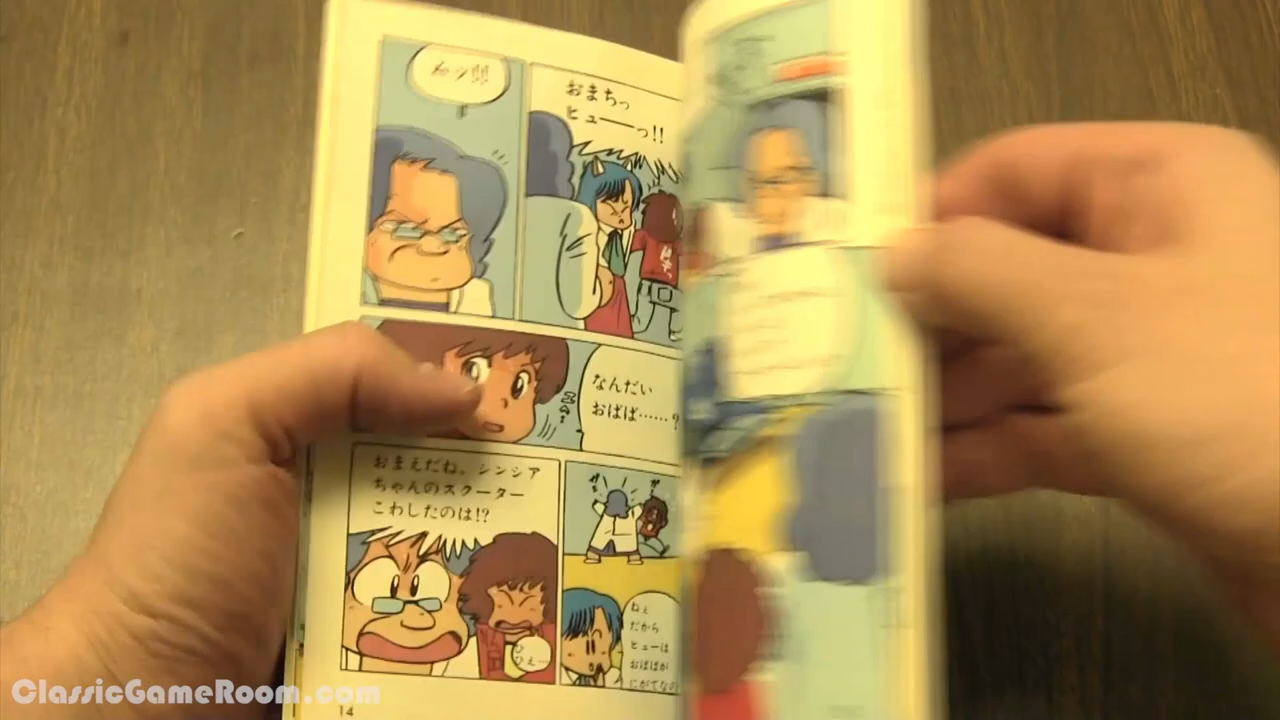 おまちっ
ヒュ――っ!!
なんだい
おばば……?
おまえだね。シンシア
ちゃんのスクーター
こわしたのは!?
ひ
ひぇ…
ねぇ
だから
ヒューは
おばばが
にがてなの
14
ClassicGameRoom.com